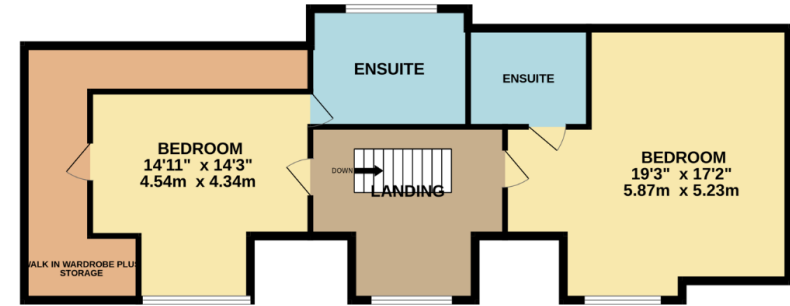 ENSUITE
ENSUITE
BEDROOM
14'11" x 14'3"
4.54m x 4.34m
BEDROOM
19'3" x 17'2"
5.87m x 5.23m
DOWN
LANDING
WALK IN WARDROBE PLUS
STORAGE